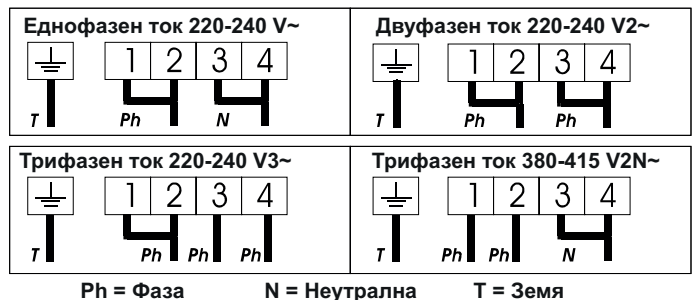 Еднофазен ток 220-240 V~
1 2 3 4
T Ph N
Двуфазен ток 220-240 V2~
1 2 3 4
T Ph Ph
Трифазен ток 220-240 V3~
1 2 3 4
T Ph Ph Ph
Трифазен ток 380-415 V2N~
1 2 3 4
T Ph Ph N
Ph = Фаза N = Неутрална T = Земя